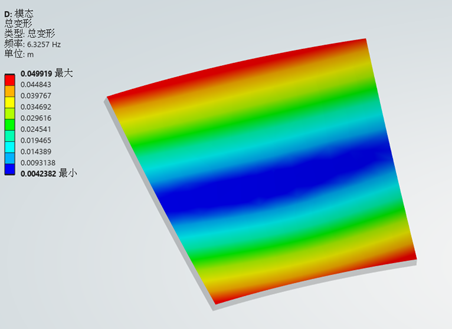 D: 模态
总变形
类型: 总变形
频率: 6.3257 Hz
单位: m
0.049919 最大
0.044843
0.039767
0.034692
0.029616
0.024541
0.019465
0.014389
0.0093138
0.0042382 最小